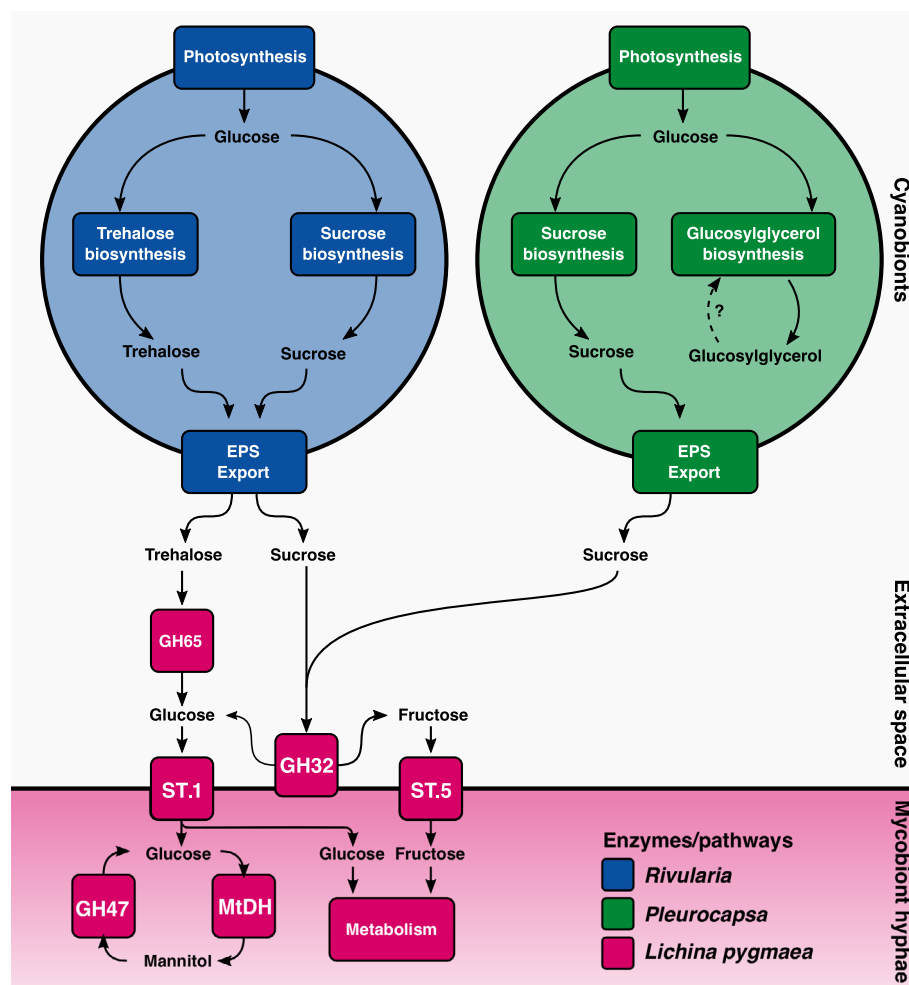 Photosynthesis
Photosynthesis
Glucose
Glucose
Trehalose
biosynthesis
Sucrose
biosynthesis
Sucrose
biosynthesis
Glucosylglycerol
biosynthesis
?
Trehalose
Sucrose
Sucrose
Glucosylglycerol
EPS
Export
EPS
Export
Cyanobionts
Trehalose
Sucrose
Sucrose
GH65
Glucose
Fructose
GH32
ST.1
ST.5
Extracellular space
Glucose
Glucose
Fructose
GH47
MtDH
Metabolism
Mannitol
Enzymes/pathways
Rivularia
Pleurocapsa
Lichina pygmaea
Mycobiont hyphae